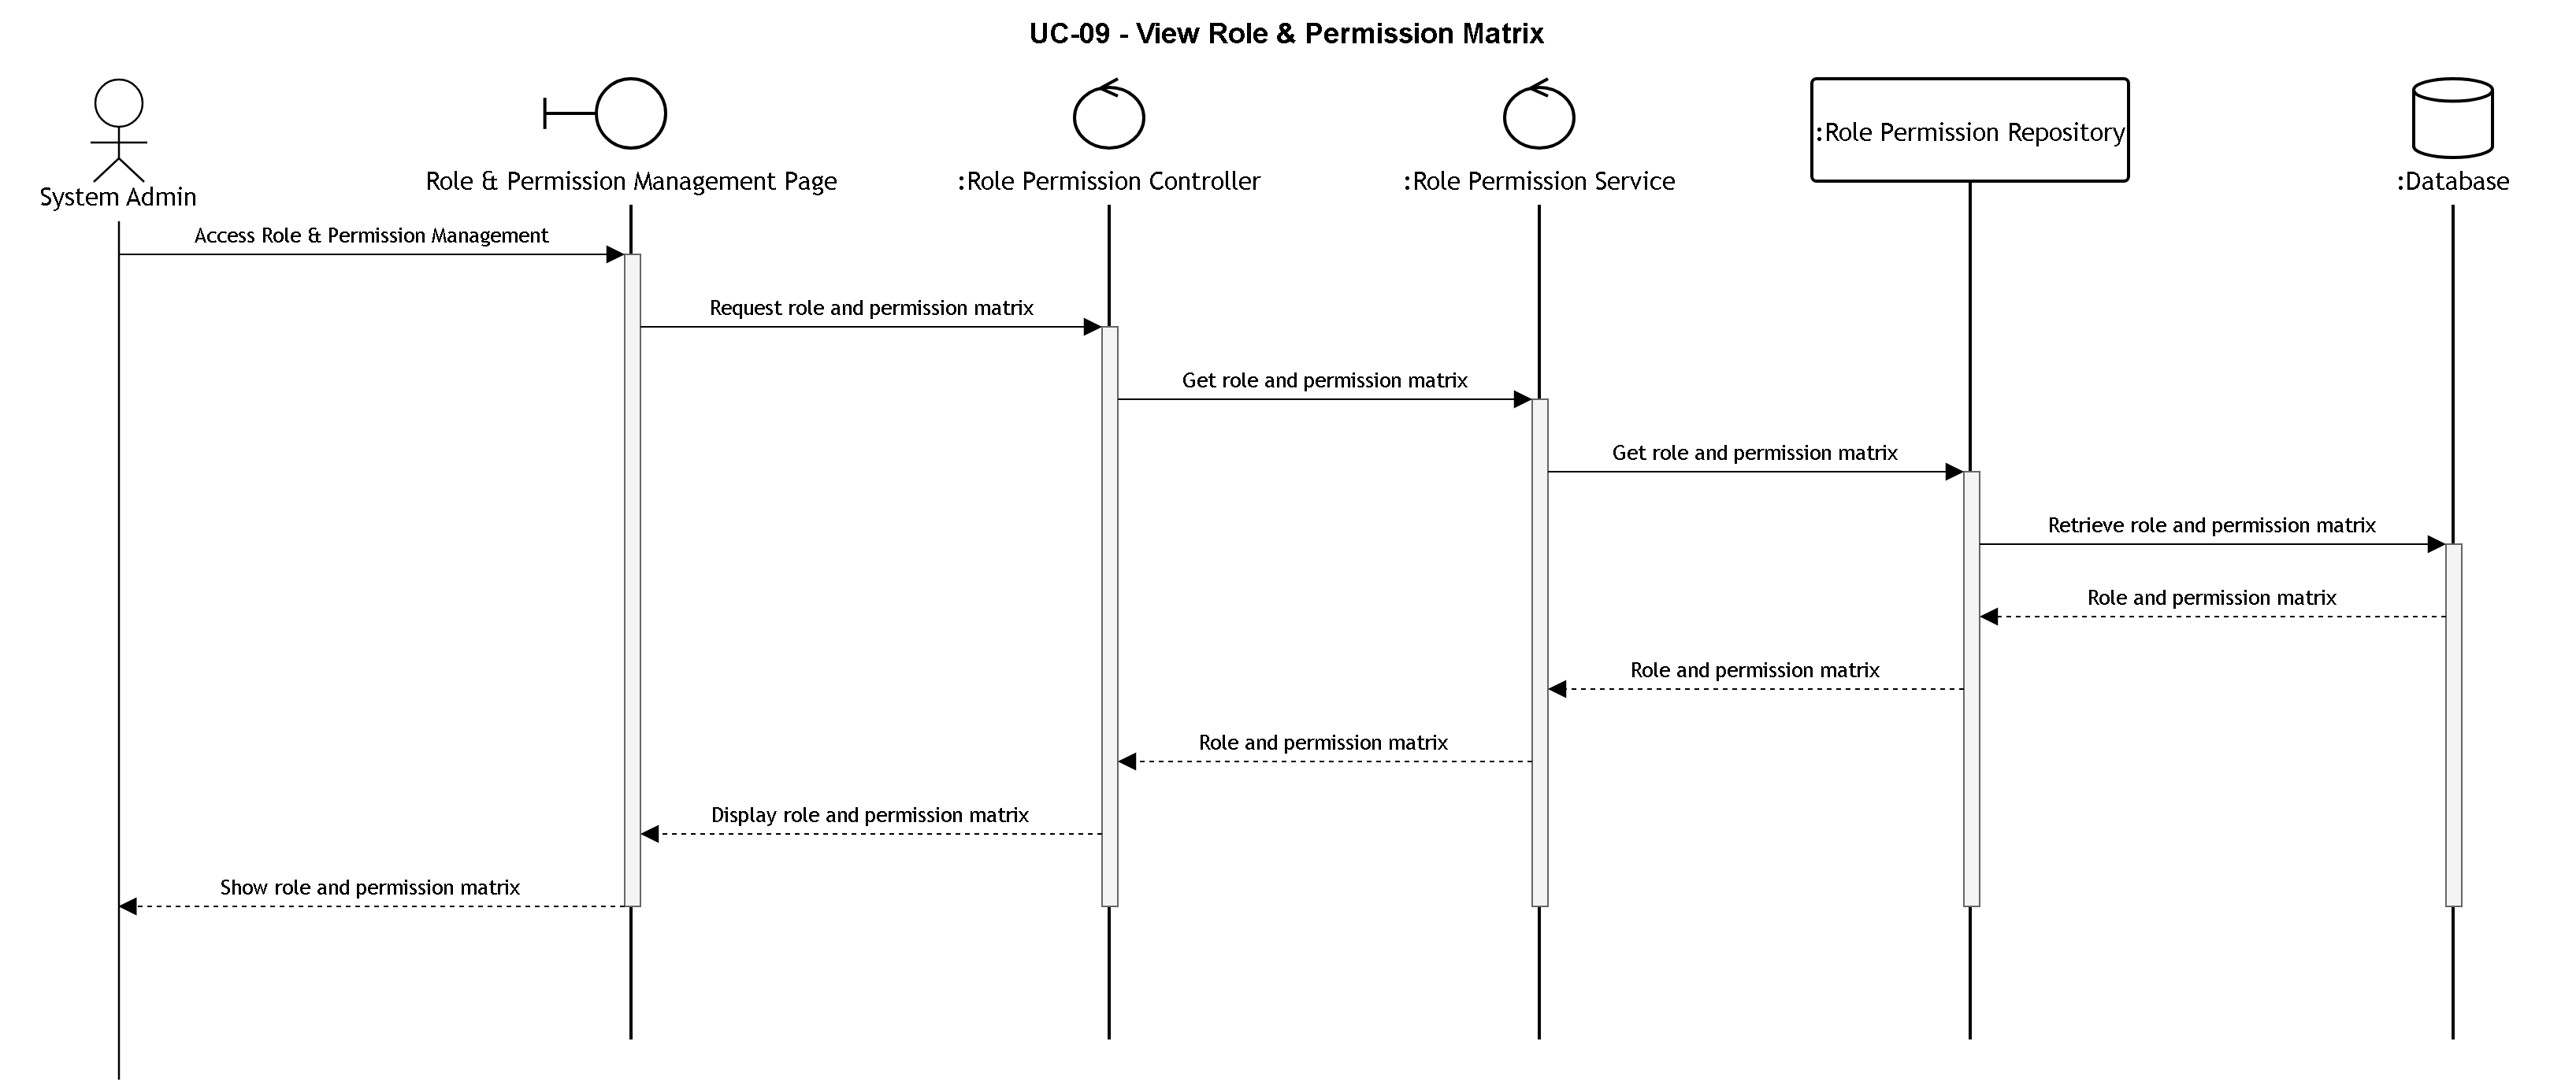 UC-09 - View Role & Permission Matrix
System Admin
Role & Permission Management Page
:Role Permission Controller
:Role Permission Service
:Role Permission Repository
:Database
Access Role & Permission Management
Request role and permission matrix
Get role and permission matrix
Get role and permission matrix
Retrieve role and permission matrix
Role and permission matrix
Role and permission matrix
Role and permission matrix
Display role and permission matrix
Show role and permission matrix